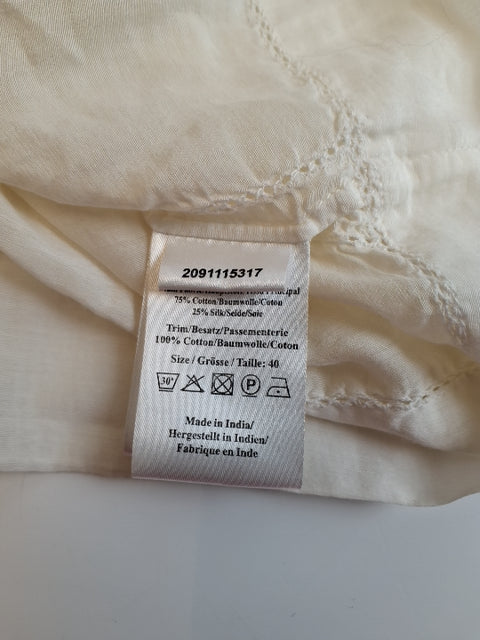 2091115317
75% Cotton/Baumwolle/Coton
25% Silk/Seide/Soie
Trim/Besatz/Passementerie
100% Cotton/Baumwolle/Coton
Size / Grösse / Taille: 40
30°
P
Made in India/
Hergestellt in Indien/
Fabrique en Inde